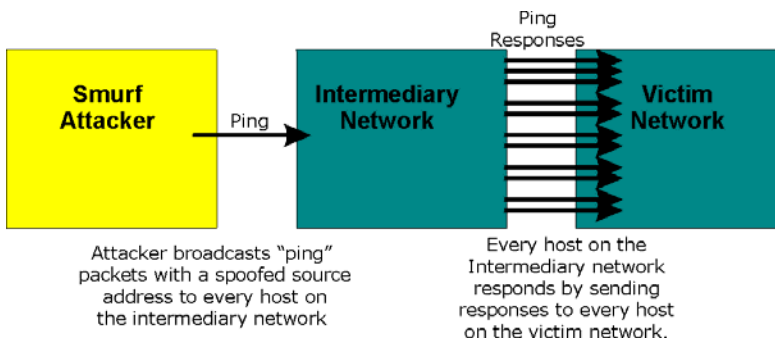 Ping
Responses
Smurf
Attacker
Ping
Intermediary
Network
Victim
Network
Attacker broadcasts “ping”
packets with a spoofed source
address to every host on
the intermediary network
Every host on the
Intermediary network
responds by sending
responses to every host
on the victim network.